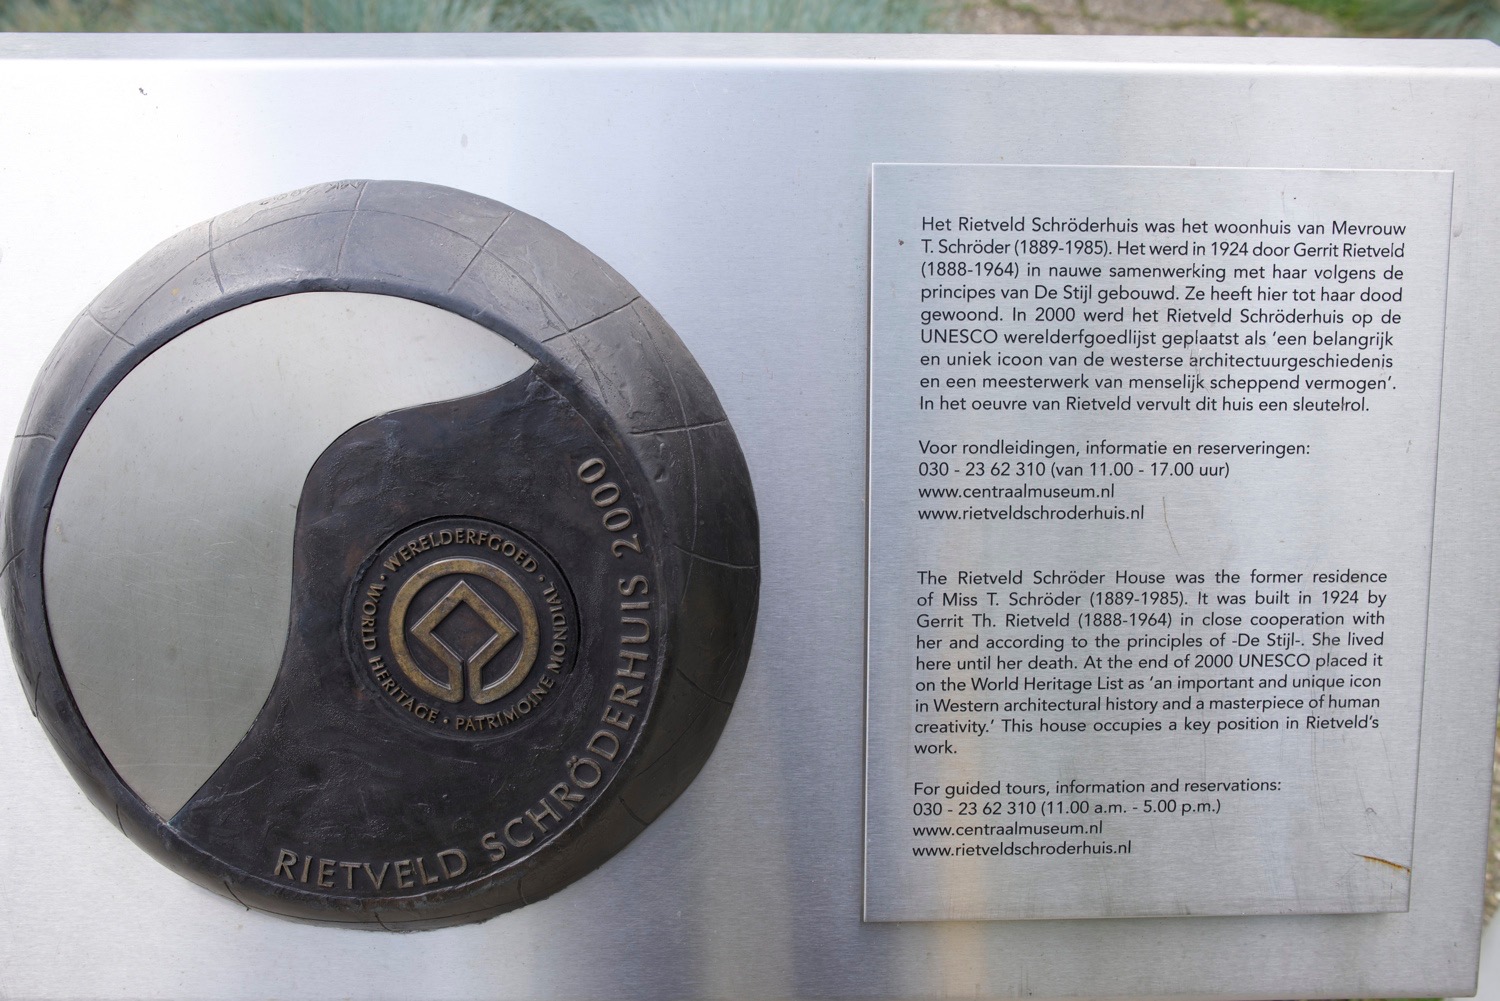 WERELDERFGOED · PATRIMOINE MONDIAL · WORLD HERITAGE ·
RIETVELD SCHRÖDERHUIS 2000
Het Rietveld Schröderhuis was het woonhuis van Mevrouw
T. Schröder (1889-1985). Het werd in 1924 door Gerrit Rietveld
(1888-1964) in nauwe samenwerking met haar volgens de
principes van De Stijl gebouwd. Ze heeft hier tot haar dood
gewoond. In 2000 werd het Rietveld Schröderhuis op de
UNESCO werelderfgoedlijst geplaatst als ‘een belangrijk
en uniek icoon van de westerse architectuurgeschiedenis
en een meesterwerk van menselijk scheppend vermogen’.
In het oeuvre van Rietveld vervult dit huis een sleutelrol.
Voor rondleidingen, informatie en reserveringen:
030 - 23 62 310 (van 11.00 - 17.00 uur)
www.centraalmuseum.nl
www.rietveldschroderhuis.nl
The Rietveld Schröder House was the former residence
of Miss T. Schröder (1889-1985). It was built in 1924 by
Gerrit Th. Rietveld (1888-1964) in close cooperation with
her and according to the principles of -De Stijl-. She lived
here until her death. At the end of 2000 UNESCO placed it
on the World Heritage List as ‘an important and unique icon
in Western architectural history and a masterpiece of human
creativity.’ This house occupies a key position in Rietveld’s
work.
For guided tours, information and reservations:
030 - 23 62 310 (11.00 a.m. - 5.00 p.m.)
www.centraalmuseum.nl
www.rietveldschroderhuis.nl